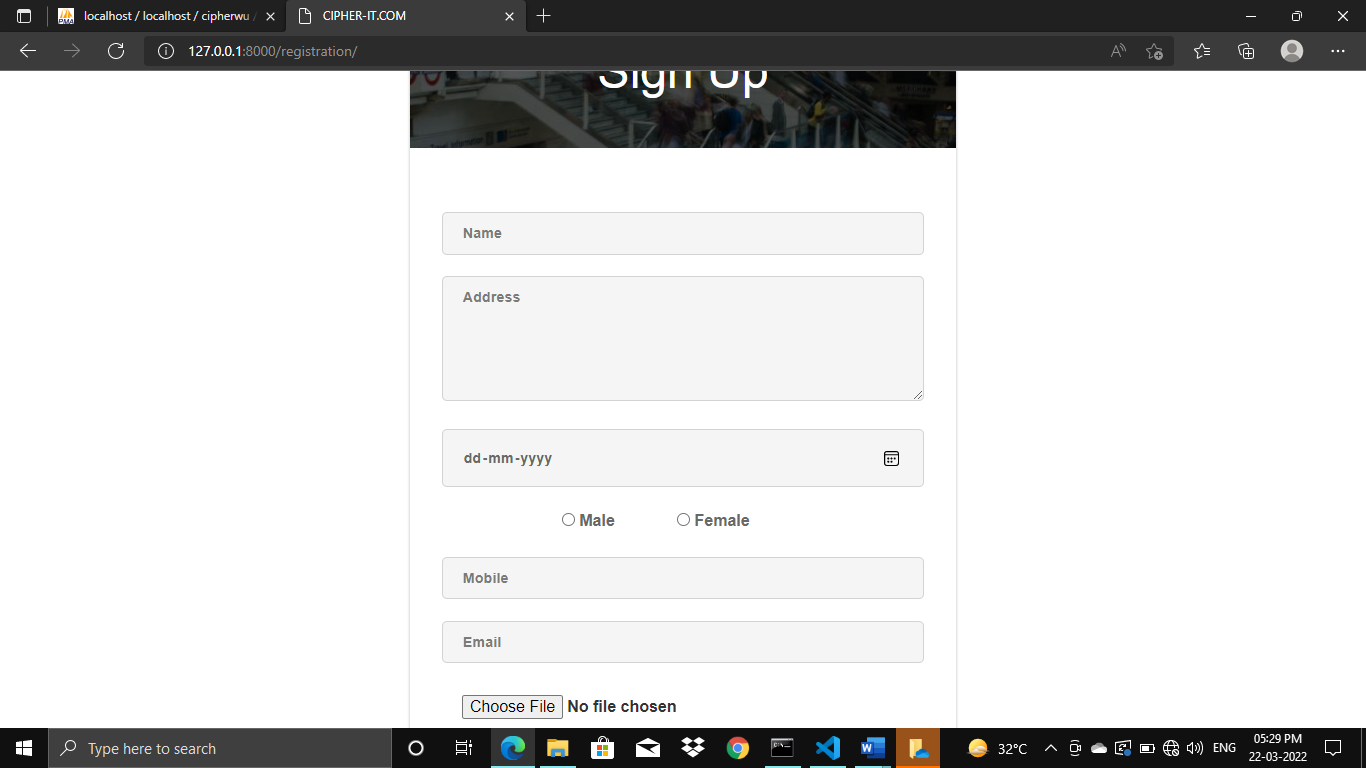 localhost / localhost / cipherwu /
CIPHER-IT.COM
127.0.0.1:8000/registration/
Sign Up
Name
Address
dd-mm-yyyy
Male Female
Mobile
Email
Choose File No file chosen
Type here to search
32°C
ENG
05:29 PM
22-03-2022